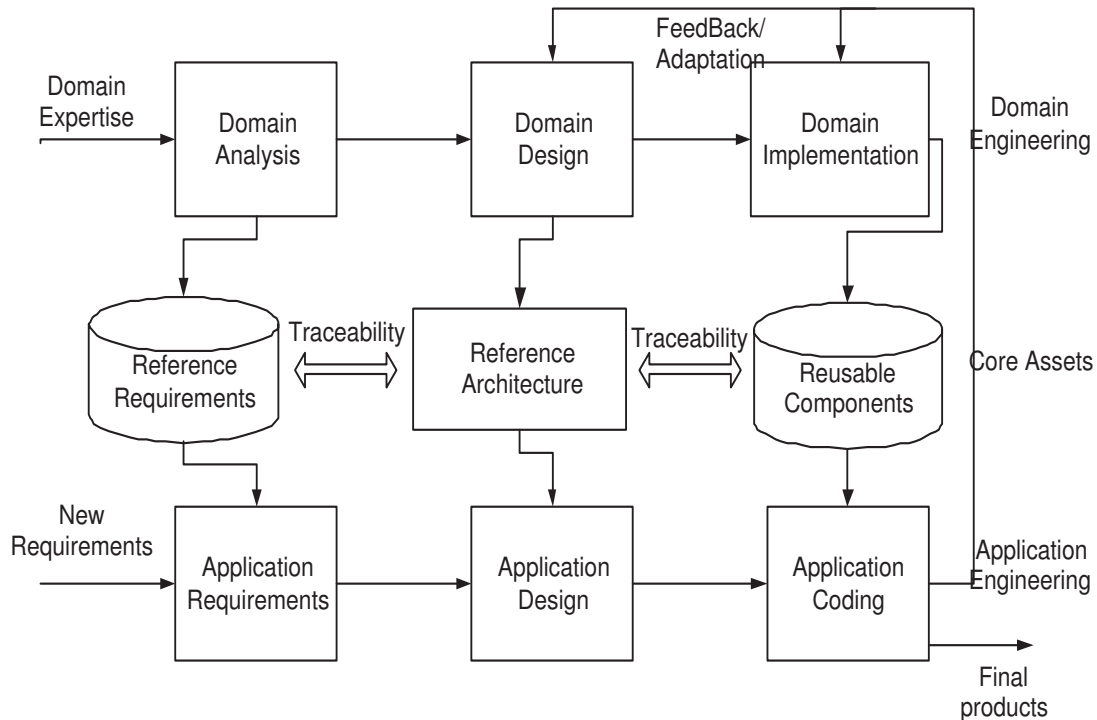 FeedBack/
Adaptation
Domain
Expertise
Domain
Analysis
Domain
Design
Domain
Implementation
Domain
Engineering
Reference
Requirements
Traceability
Reference
Architecture
Traceability
Reusable
Components
Core Assets
New
Requirements
Application
Requirements
Application
Design
Application
Coding
Application
Engineering
Final
products